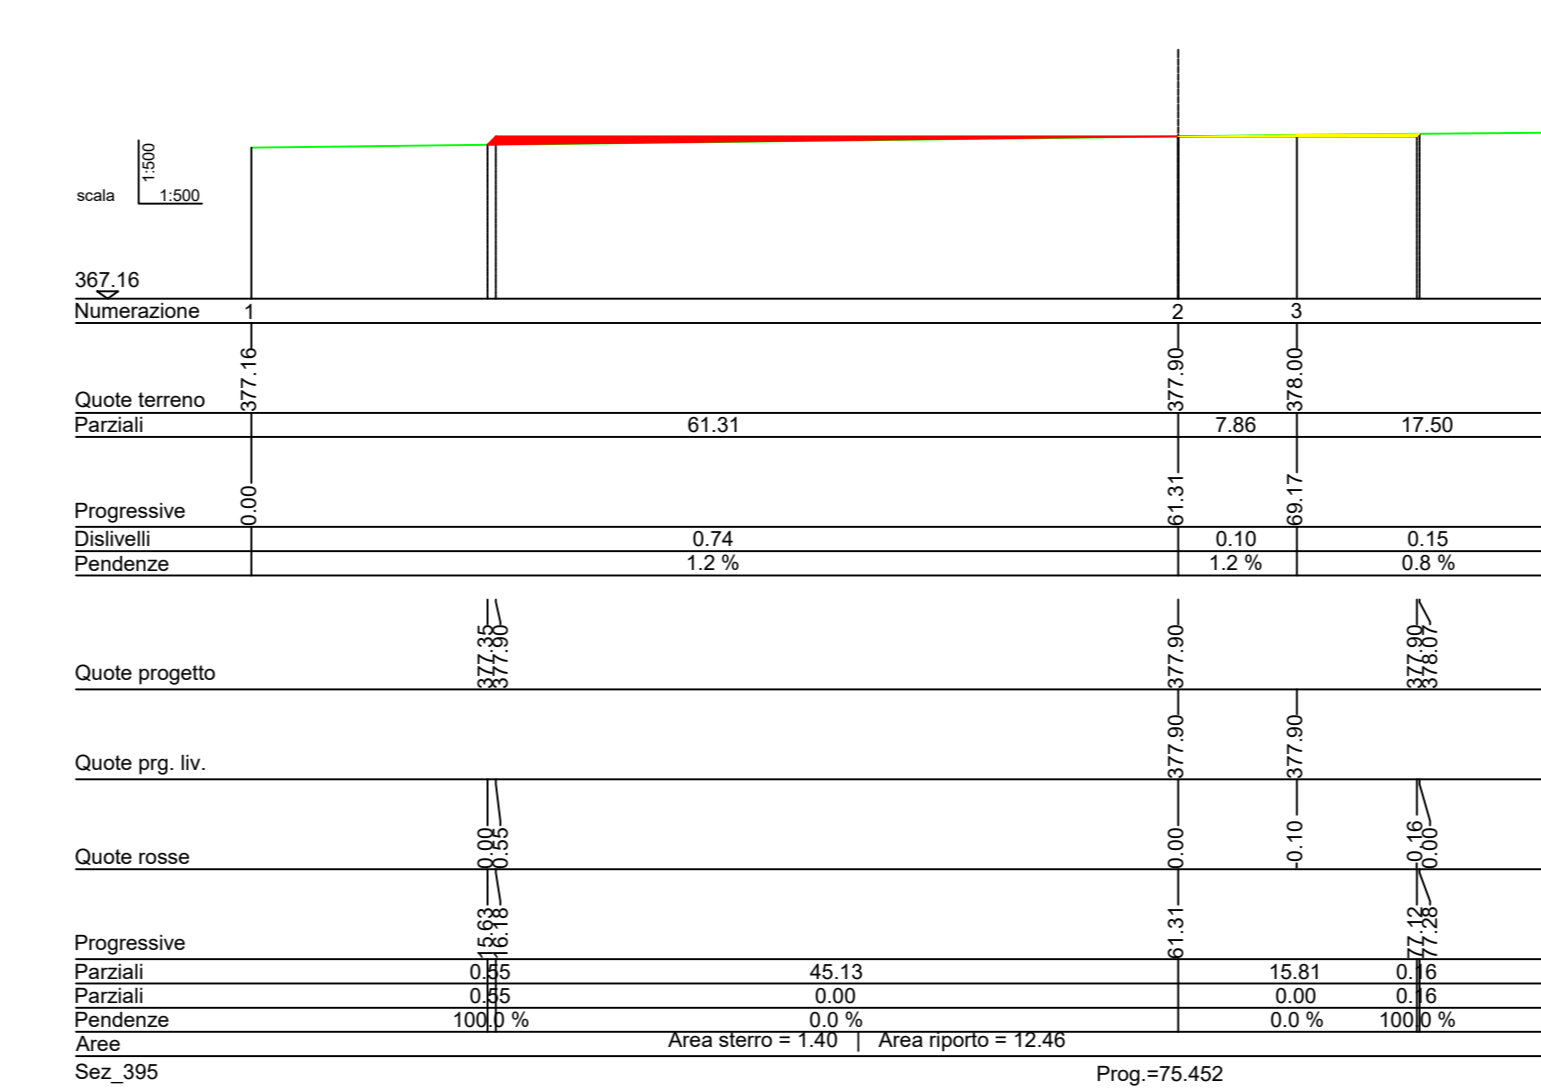 1:500
scala 1:500
367.16
Numerazione 1 2 3
Quote terreno 377.16 377.90 378.00
Parziali 61.31 7.86 17.50
Progressive 0.00 61.31 69.17
Dislivelli 0.74 0.10 0.15
Pendenze 1.2 % 1.2 % 0.8 %
Quote progetto 377.35 377.90 377.90 377.90 378.07
Quote prg. liv. 377.90 377.90
Quote rosse 0.00 0.55 0.00 -0.10 -0.16 0.00
Progressive 15.63 16.18 61.31 77.12 77.28
Parziali 0.55 45.13 15.81 0.16
Parziali 0.55 0.00 0.00 0.16
Pendenze 100.0 % 0.0 % 0.0 % 100.0 %
Aree Area sterro = 1.40 | Area riporto = 12.46
Sez_395 Prog.=75.452